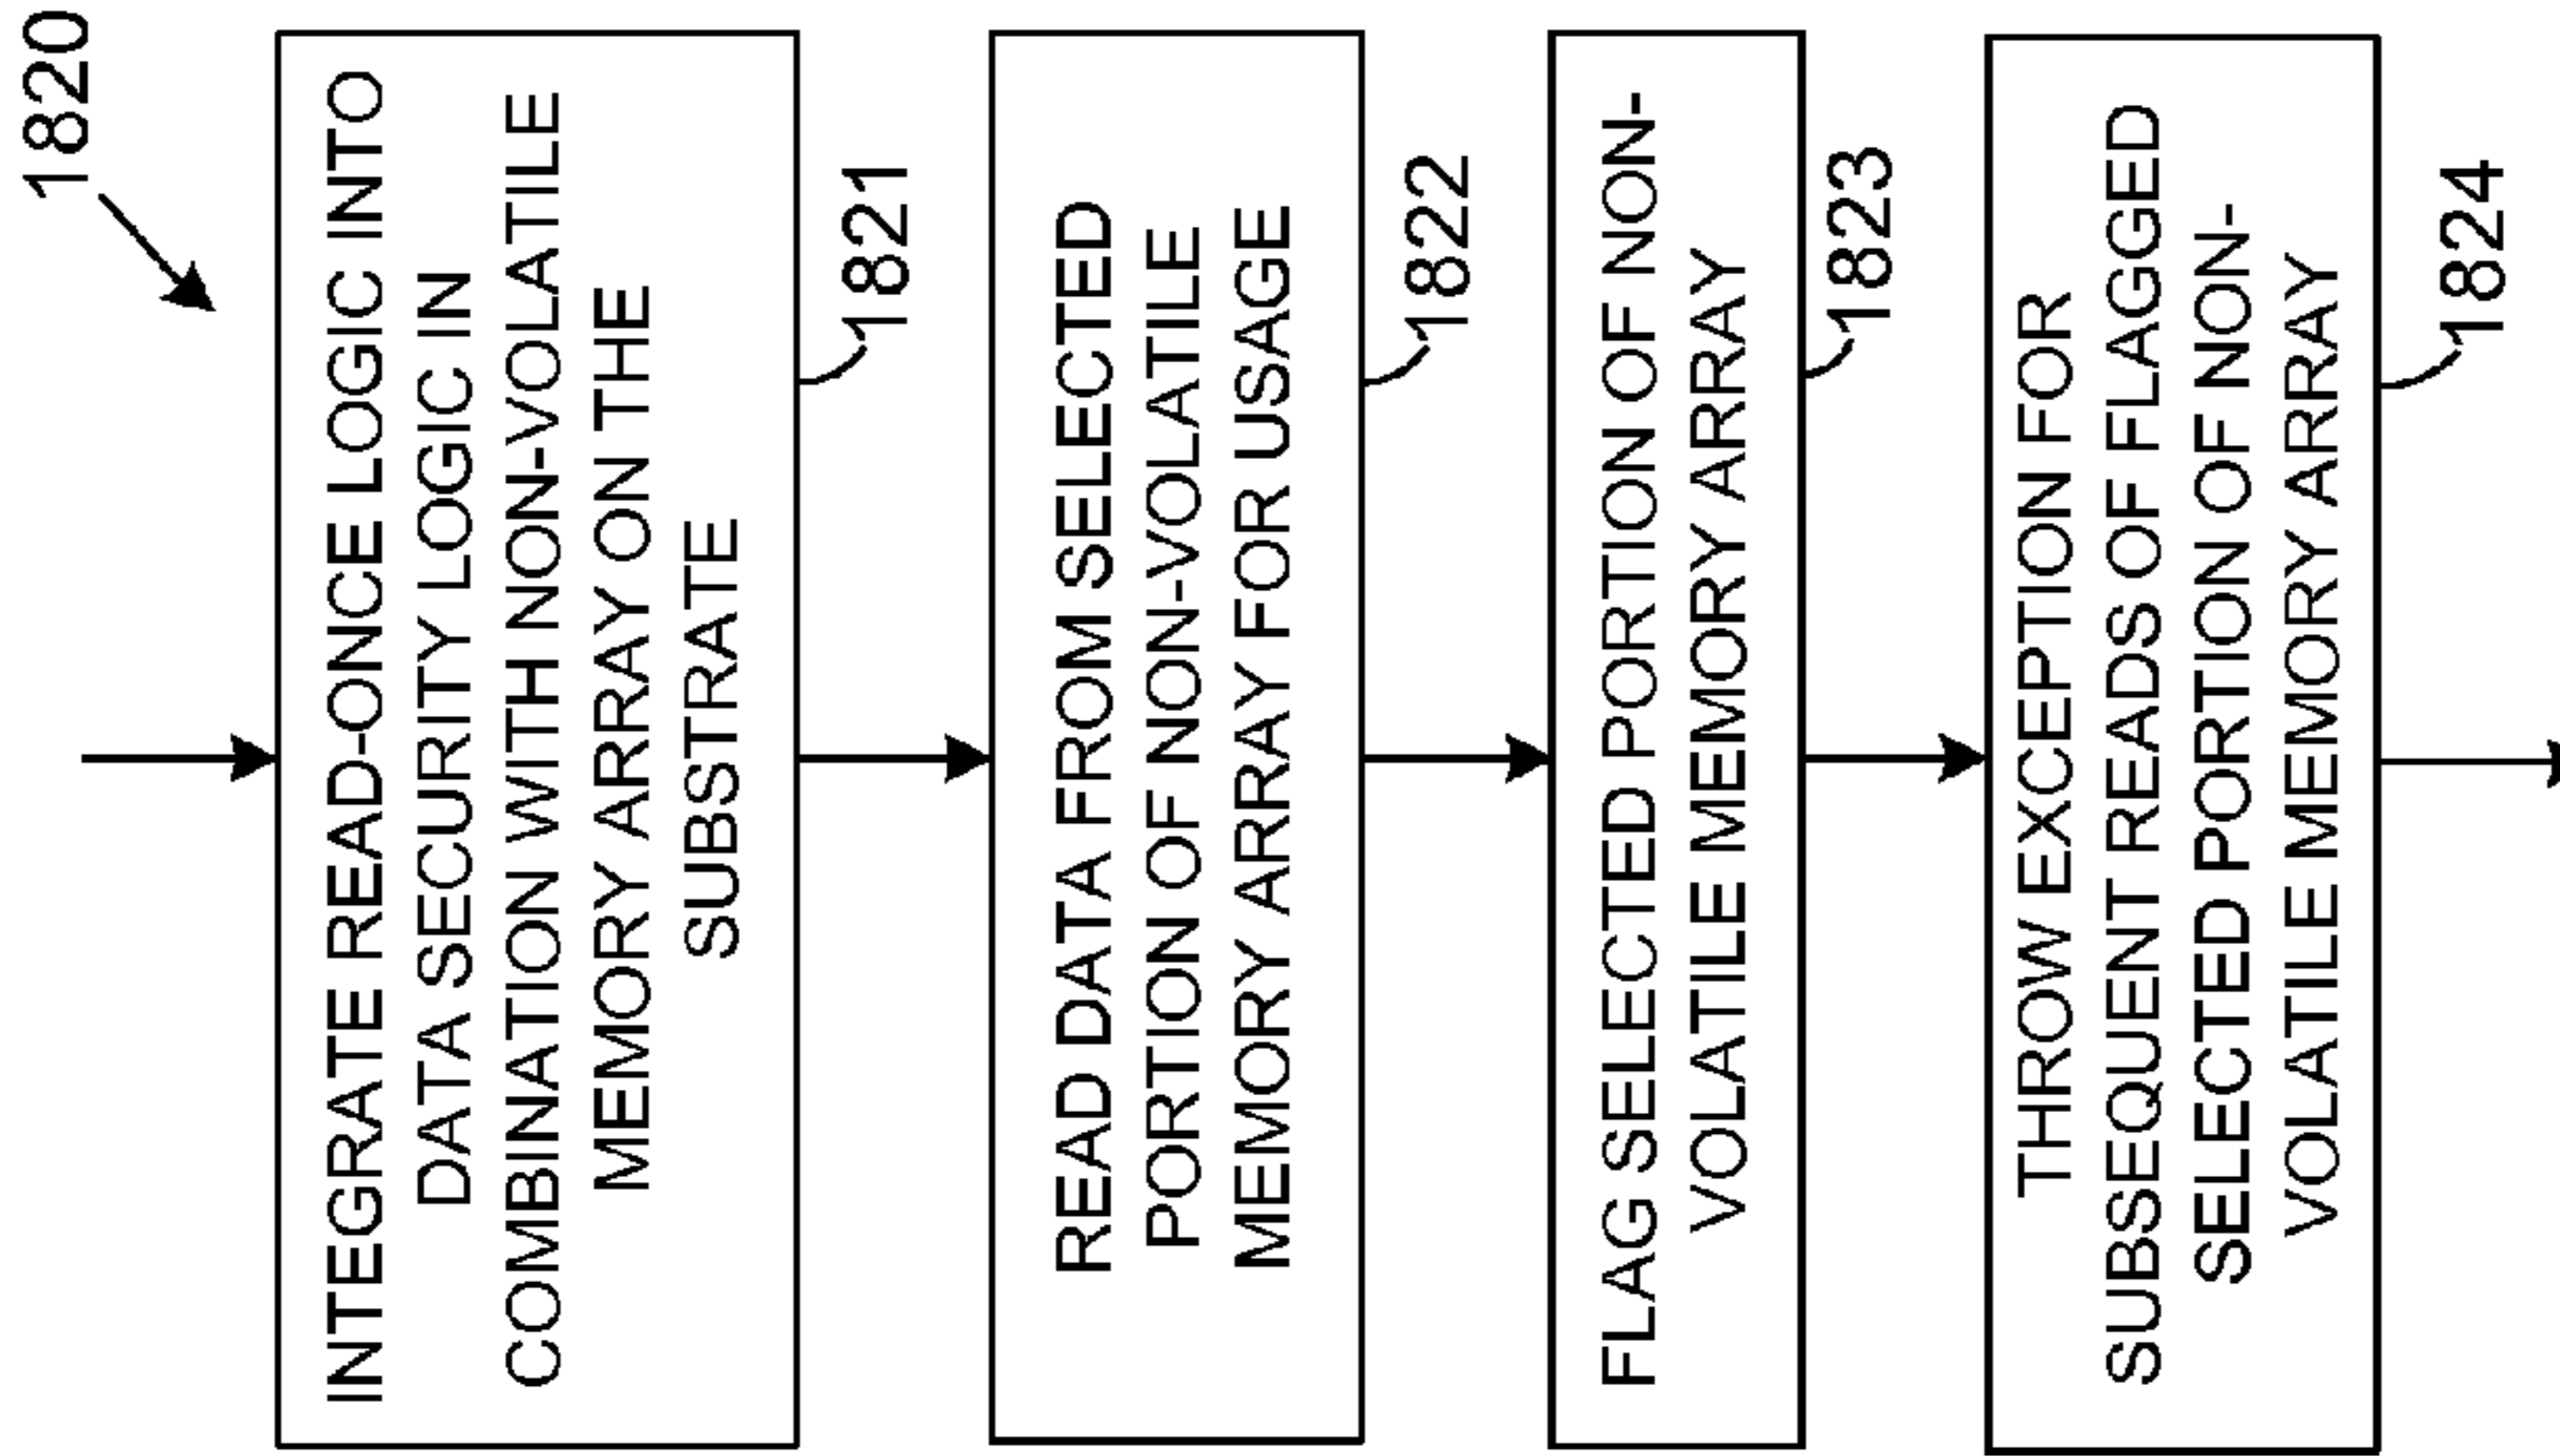 1820
INTEGRATE READ-ONCE LOGIC INTO
DATA SECURITY LOGIC IN
COMBINATION WITH NON-VOLATILE
MEMORY ARRAY ON THE
SUBSTRATE
1821
READ DATA FROM SELECTED
PORTION OF NON-VOLATILE
MEMORY ARRAY FOR USAGE
1822
FLAG SELECTED PORTION OF NON-
VOLATILE MEMORY ARRAY
1823
THROW EXCEPTION FOR
SUBSEQUENT READS OF FLAGGED
SELECTED PORTION OF NON-
VOLATILE MEMORY ARRAY
1824